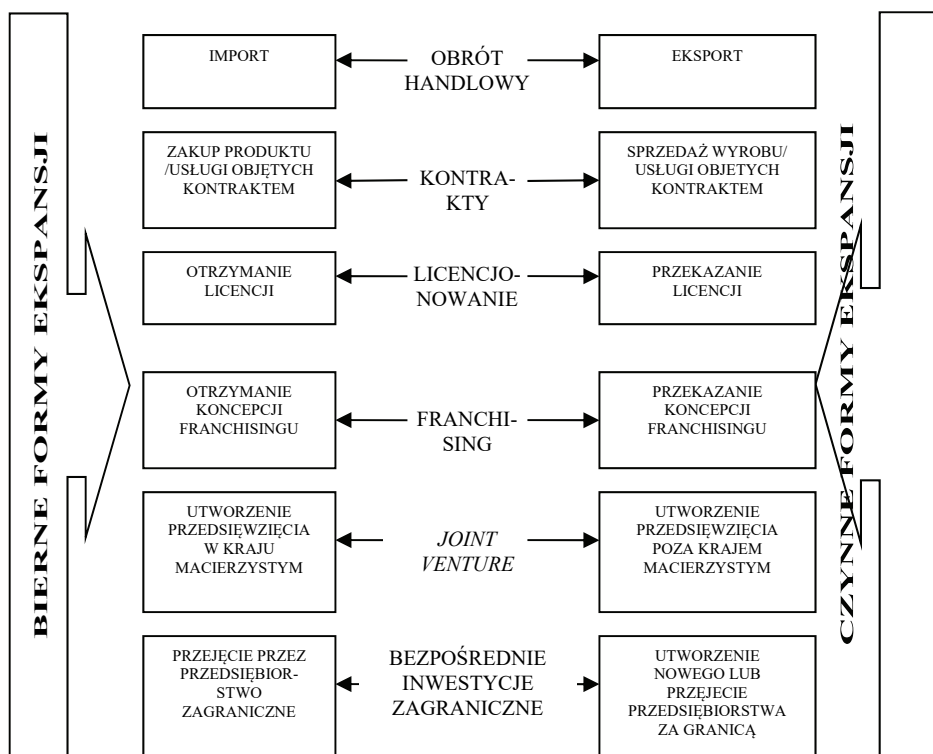 BIERNE FORMY EKSPANSJI
IMPORT
OBRÓT
HANDLOWY
EKSPORT
ZAKUP PRODUKTU
/USŁUGI OBJĘTYCH
KONTRAKTEM
KONTRA-
KTY
SPRZEDAŻ WYROBU/
USŁUGI OBJETYCH
KONTRAKTEM
OTRZYMANIE
LICENCJI
LICENCJO-
NOWANIE
PRZEKAZANIE
LICENCJI
OTRZYMANIE
KONCEPCJI
FRANCHISINGU
FRANCHI-
SING
PRZEKAZANIE
KONCEPCJI
FRANCHISINGU
UTWORZENIE
PRZEDSIĘWZIĘCIA
W KRAJU
MACIERZYSTYM
JOINT
VENTURE
UTWORZENIE
PRZEDSIĘWZIĘCIA
POZA KRAJEM
MACIERZYSTYM
PRZEJĘCIE PRZEZ
PRZEDSIĘBIOR-
STWO
ZAGRANICZNE
BEZPOŚREDNIE
INWESTYCJE
ZAGRANICZNE
UTWORZENIE
NOWEGO LUB
PRZĘJECIE
PRZEDSIĘBIORSTWA
ZA GRANICĄ
CZYNNE FORMY EKSPANSJI